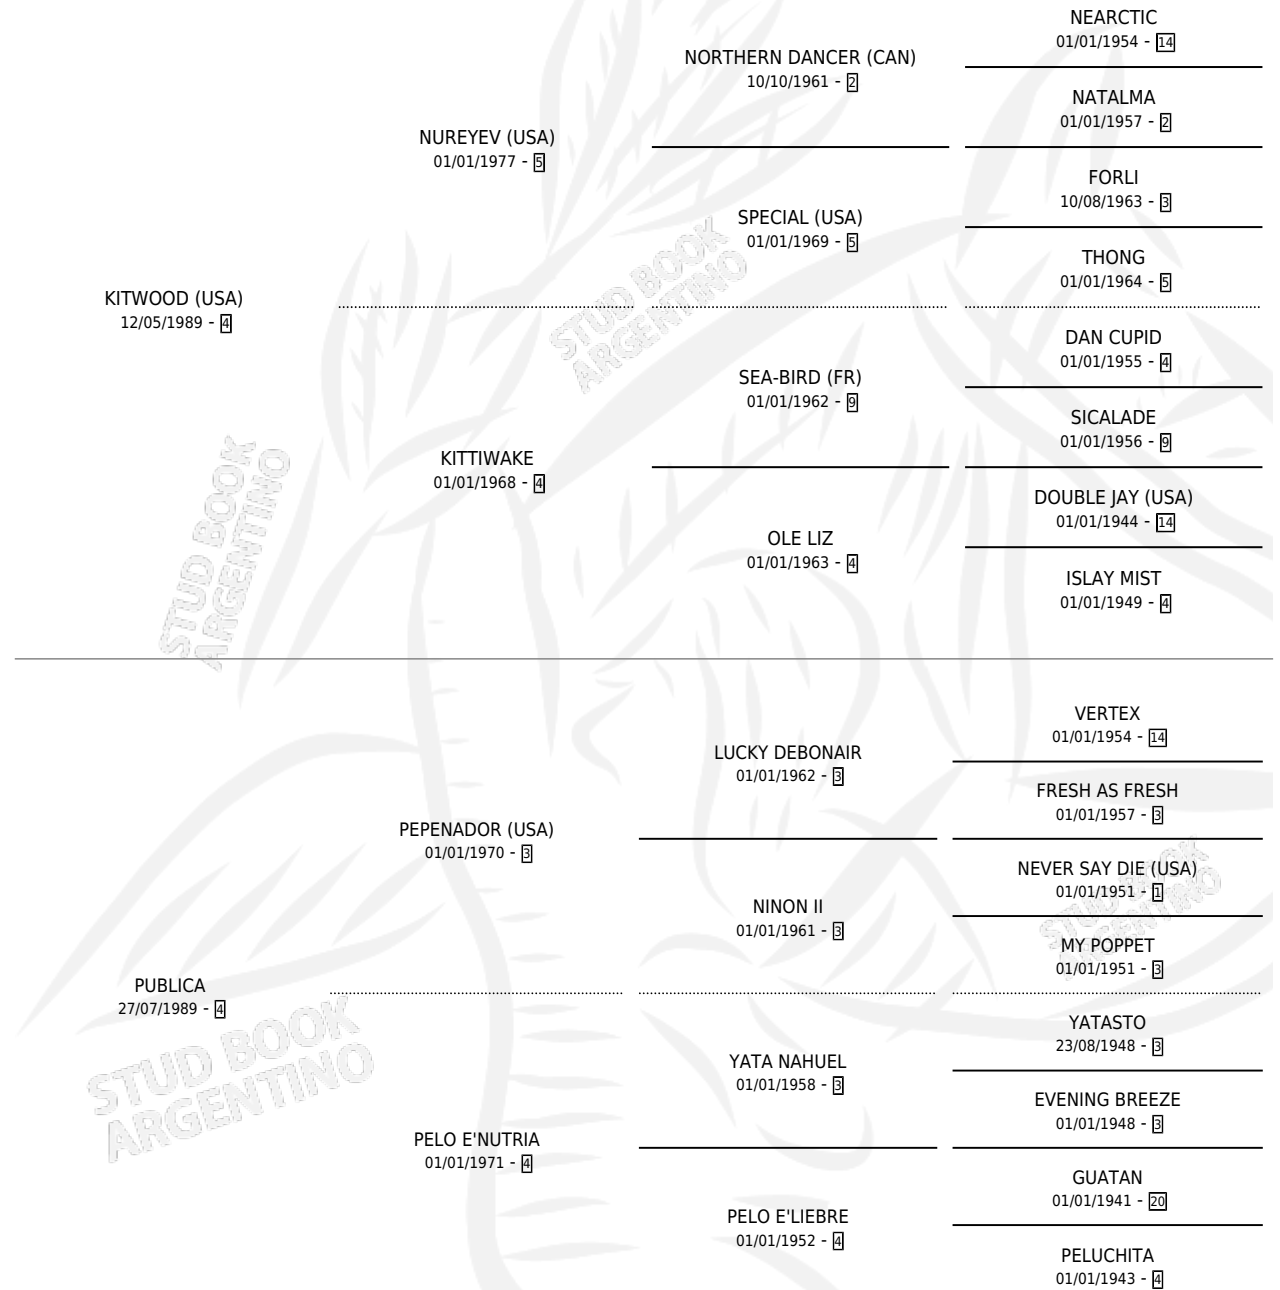 NEARCTIC
01/01/1954 - 14
NORTHERN DANCER (CAN)
10/10/1961 - 2
NATALMA
01/01/1957 - 2
NUREYEV (USA)
01/01/1977 - 5
FORLI
10/08/1963 - 3
SPECIAL (USA)
01/01/1969 - 5
THONG
01/01/1964 - 5
KITWOOD (USA)
12/05/1989 - 4
DAN CUPID
01/01/1955 - 4
SEA-BIRD (FR)
01/01/1962 - 9
SICALADE
01/01/1956 - 9
KITTIWAKE
01/01/1968 - 4
DOUBLE JAY (USA)
01/01/1944 - 14
OLE LIZ
01/01/1963 - 4
ISLAY MIST
01/01/1949 - 4
VERTEX
01/01/1954 - 14
LUCKY DEBONAIR
01/01/1962 - 3
FRESH AS FRESH
01/01/1957 - 3
PEPENADOR (USA)
01/01/1970 - 3
NEVER SAY DIE (USA)
01/01/1951 - 1
NINON II
01/01/1961 - 3
MY POPPET
01/01/1951 - 3
PUBLICA
27/07/1989 - 4
YATASTO
23/08/1948 - 3
YATA NAHUEL
01/01/1958 - 3
EVENING BREEZE
01/01/1948 - 3
PELO E'NUTRIA
01/01/1971 - 4
GUATAN
01/01/1941 - 20
PELO E'LIEBRE
01/01/1952 - 4
PELUCHITA
01/01/1943 - 4
STUD BOOK
ARGENTINO
STUD BOOK
ARGENTINO
STUD BOOK
ARGENTINO
STUD BOOK
ARGENTINO